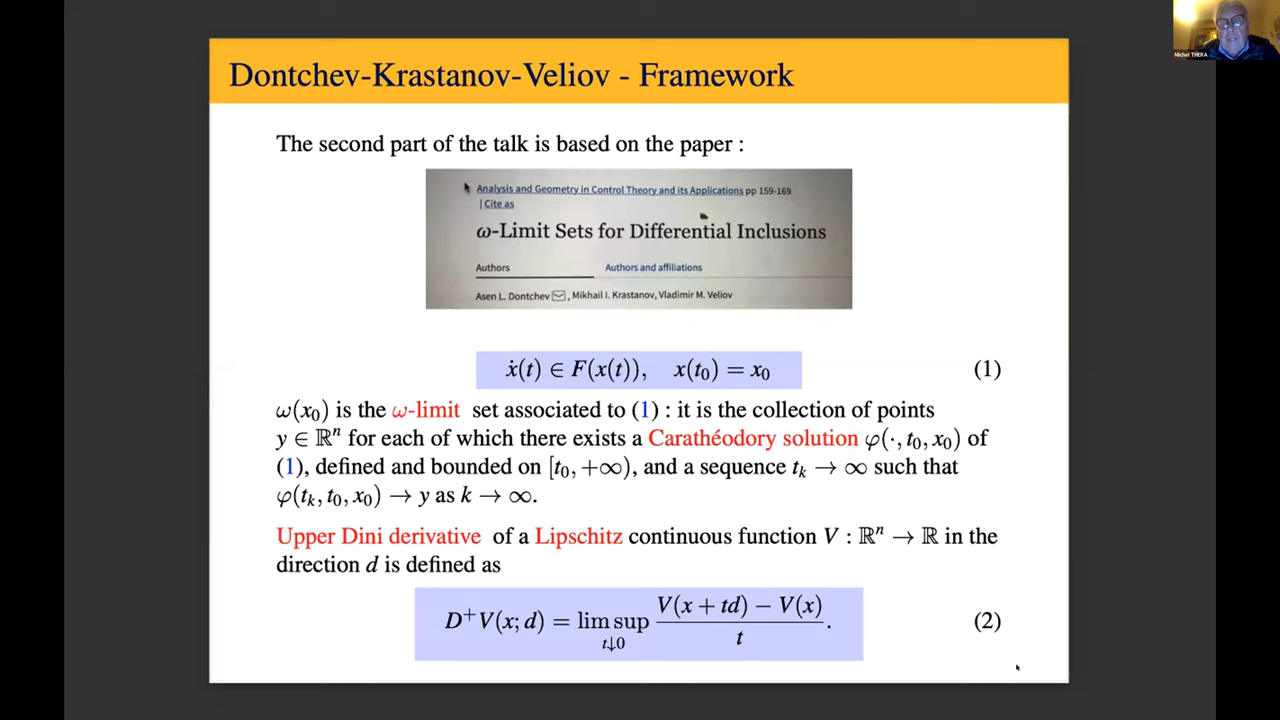 Michel THERA
Dontchev-Krastanov-Veliov - Framework
The second part of the talk is based on the paper :
Analysis and Geometry in Control Theory and its Applications pp 159-169
| Cite as
ω-Limit Sets for Differential Inclusions
Authors
Authors and affiliations
Asen L. Dontchev, Mikhail I. Krastanov, Vladimir M. Veliov
ẋ(t) ∈ F(x(t)), x(t₀) = x₀ (1)
ω(x₀) is the ω-limit set associated to (1) : it is the collection of points
y ∈ ℝⁿ for each of which there exists a Carathéodory solution φ(·, t₀, x₀) of
(1), defined and bounded on [t₀, +∞), and a sequence tₖ → ∞ such that
φ(tₖ, t₀, x₀) → y as k → ∞.
Upper Dini derivative of a Lipschitz continuous function V : ℝⁿ → ℝ in the
direction d is defined as
D⁺V(x; d) = lim sup t↓0 (V(x + td) − V(x)) / t . (2)